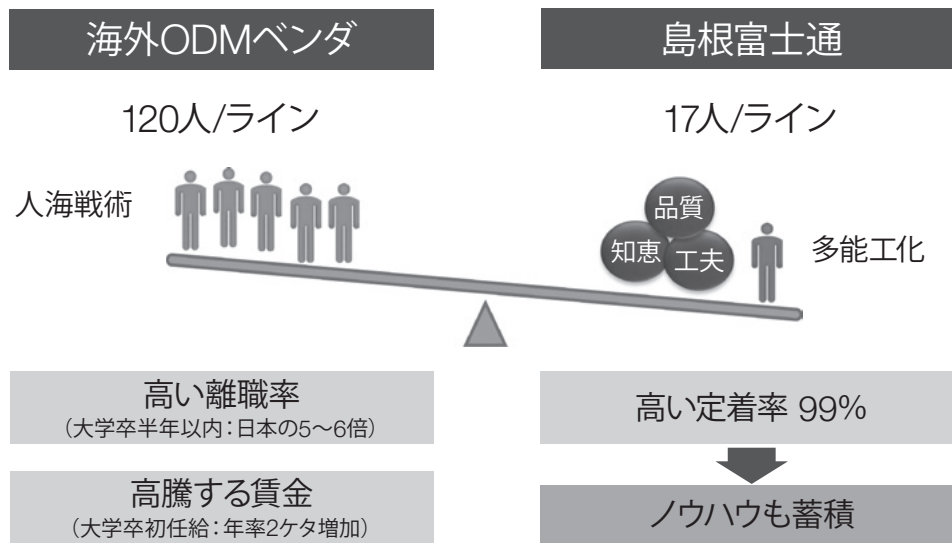 海外ODMベンダ
島根富士通
120人/ライン
17人/ライン
人海戦術
品質
知恵
工夫
多能工化
高い離職率
(大学卒半年以内:日本の5〜6倍)
高い定着率 99%
高騰する賃金
(大学卒初任給:年率2ケタ増加)
ノウハウも蓄積